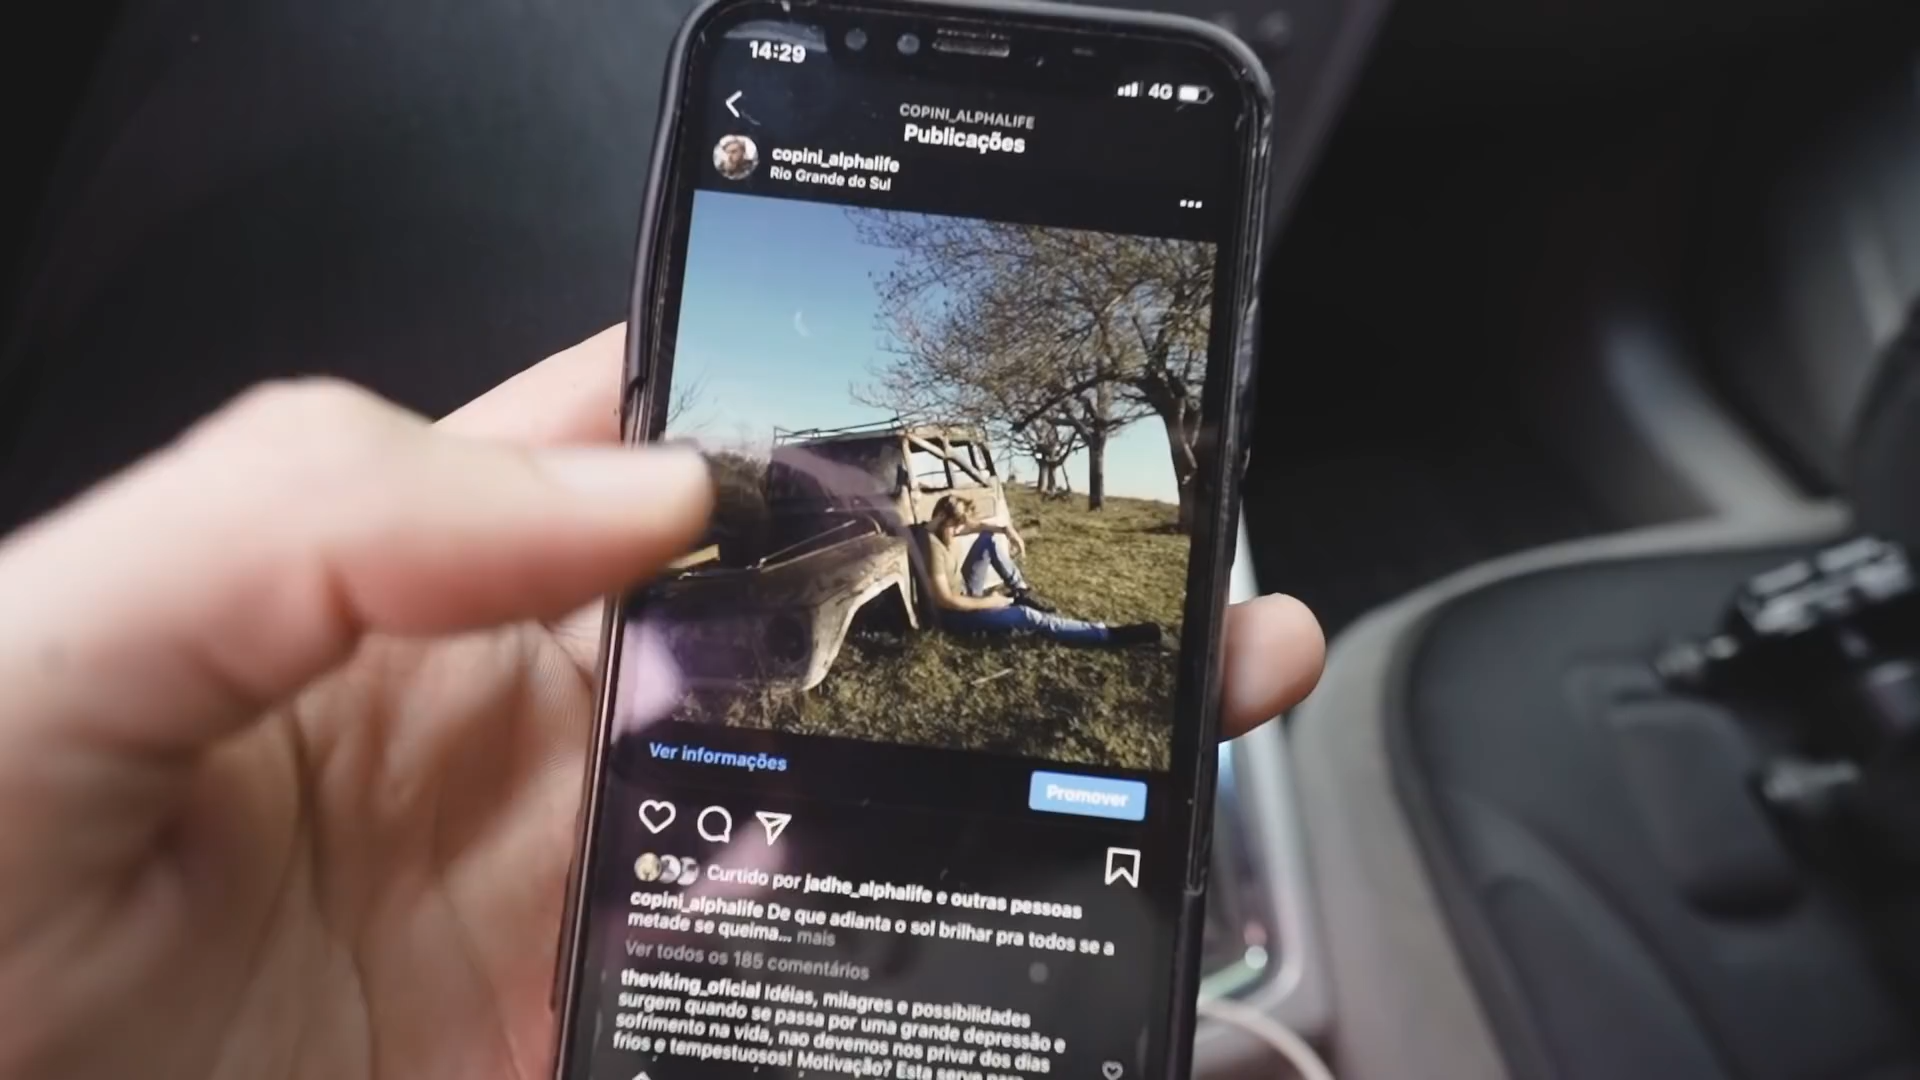 14:29
4G
COPINI_ALPHALIFE
Publicações
copini_alphalife
Rio Grande do Sul
Ver informações
Promover
Curtido por jadhe_alphalife e outras pessoas
copini_alphalife De que adianta o sol brilhar pra todos se a
metade se queima... mais
Ver todos os 185 comentários
theviking_oficial Idéias, milagres e possibilidades
surgem quando se passa por uma grande depressão e
sofrimento na vida, nao devemos nos privar dos dias
frios e tempestuosos! Motivação? Esta serve